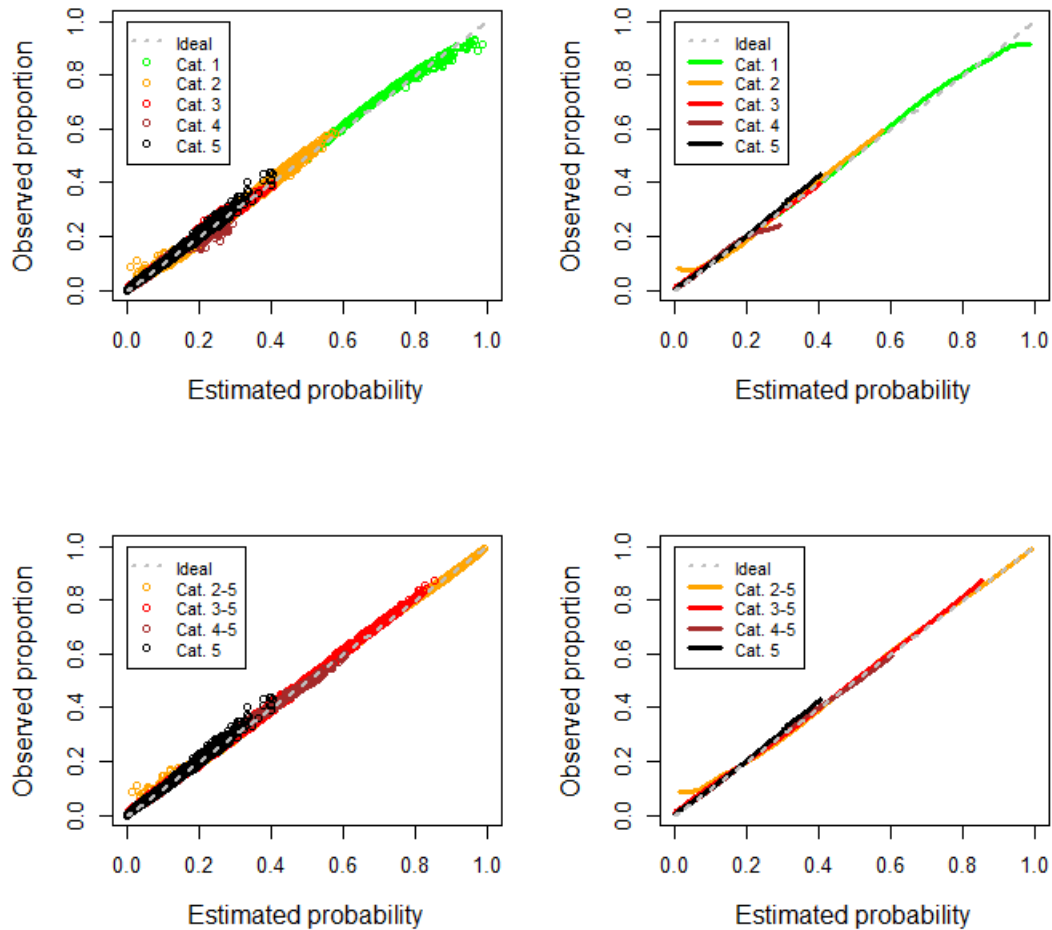 Observed proportion
1.0
0.8
0.6
0.4
0.2
0.0
Ideal
Cat. 1
Cat. 2
Cat. 3
Cat. 4
Cat. 5
0.0 0.2 0.4 0.6 0.8 1.0
Estimated probability
Observed proportion
1.0
0.8
0.6
0.4
0.2
0.0
Ideal
Cat. 1
Cat. 2
Cat. 3
Cat. 4
Cat. 5
0.0 0.2 0.4 0.6 0.8 1.0
Estimated probability
Observed proportion
1.0
0.8
0.6
0.4
0.2
0.0
Ideal
Cat. 2-5
Cat. 3-5
Cat. 4-5
Cat. 5
0.0 0.2 0.4 0.6 0.8 1.0
Estimated probability
Observed proportion
1.0
0.8
0.6
0.4
0.2
0.0
Ideal
Cat. 2-5
Cat. 3-5
Cat. 4-5
Cat. 5
0.0 0.2 0.4 0.6 0.8 1.0
Estimated probability